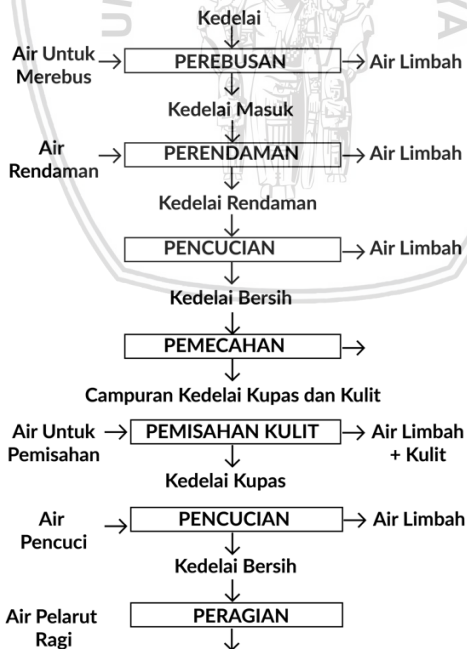 Kedelai
Air Untuk
Merebus
PEREBUSAN
Air Limbah
Kedelai Masuk
Air
Rendaman
PERENDAMAN
Air Limbah
Kedelai Rendaman
PENCUCIAN
Air Limbah
Kedelai Bersih
PEMECAHAN
Campuran Kedelai Kupas dan Kulit
Air Untuk
Pemisahan
PEMISAHAN KULIT
Air Limbah
+ Kulit
Kedelai Kupas
Air
Pencuci
PENCUCIAN
Air Limbah
Kedelai Bersih
Air Pelarut
Ragi
PERAGIAN